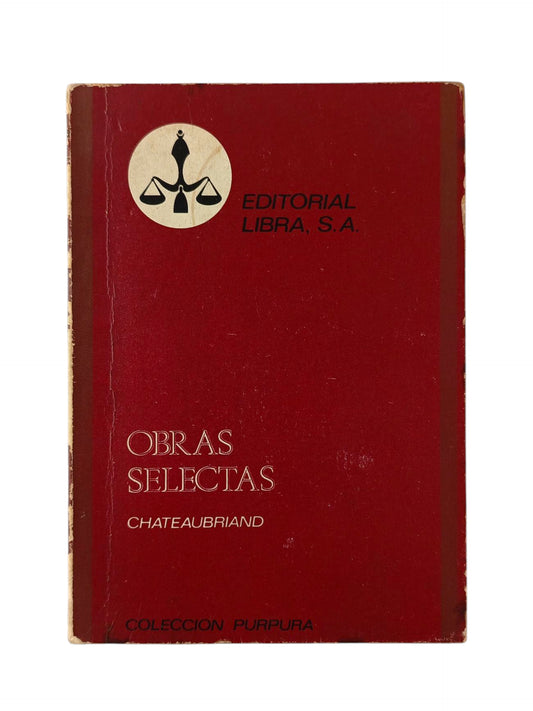 EDITORIAL
LIBRA, S.A.
OBRAS
SELECTAS
CHATEAUBRIAND
COLECCION PURPURA